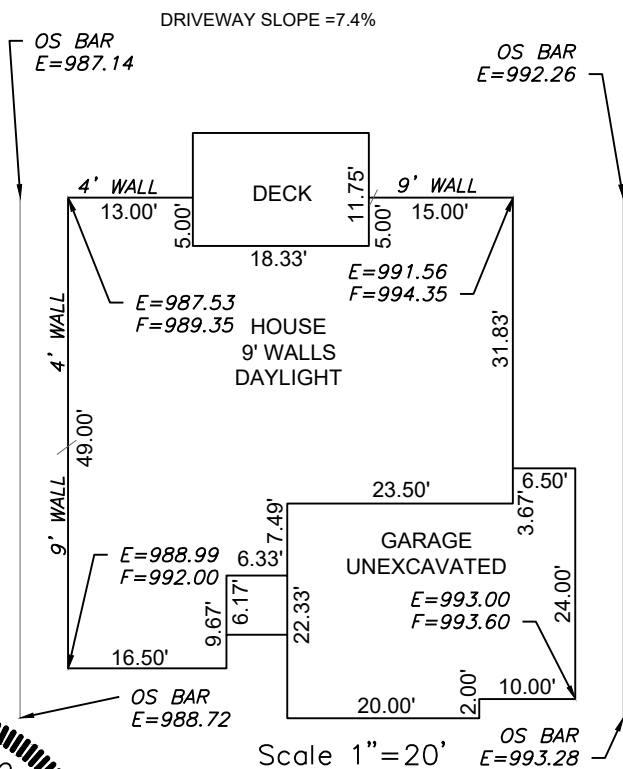 DRIVEWAY SLOPE =7.4%
OS BAR
E=987.14
OS BAR
E=992.26
4' WALL
13.00'
5.00'
DECK
11.75'
9' WALL
15.00'
5.00'
18.33'
E=987.53
F=989.35
E=991.56
F=994.35
HOUSE
9' WALLS
DAYLIGHT
4' WALL
31.83'
49.00'
9' WALL
23.50'
6.50'
3.67'
7.49'
GARAGE
UNEXCAVATED
E=988.99
F=992.00
6.33'
E=993.00
F=993.60
24.00'
9.67'
6.17'
22.33'
16.50'
OS BAR
E=988.72
20.00'
2.00'
10.00'
Scale 1"=20'
OS BAR
E=993.28